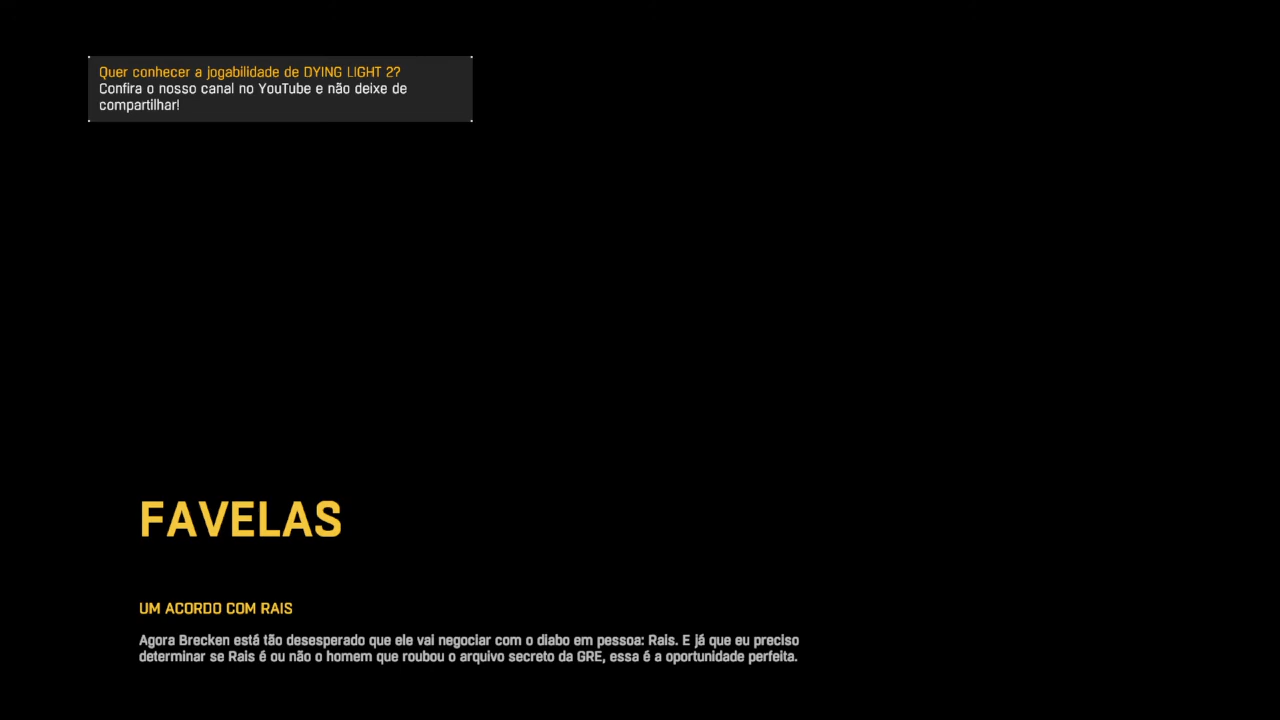 Quer conhecer a jogabilidade de DYING LIGHT 2?
Confira o nosso canal no YouTube e não deixe de
compartilhar!
FAVELAS
UM ACORDO COM RAIS
Agora Brecken está tão desesperado que ele vai negociar com o diabo em pessoa: Rais. E já que eu preciso
determinar se Rais é ou não o homem que roubou o arquivo secreto da GRE, essa é a oportunidade perfeita.